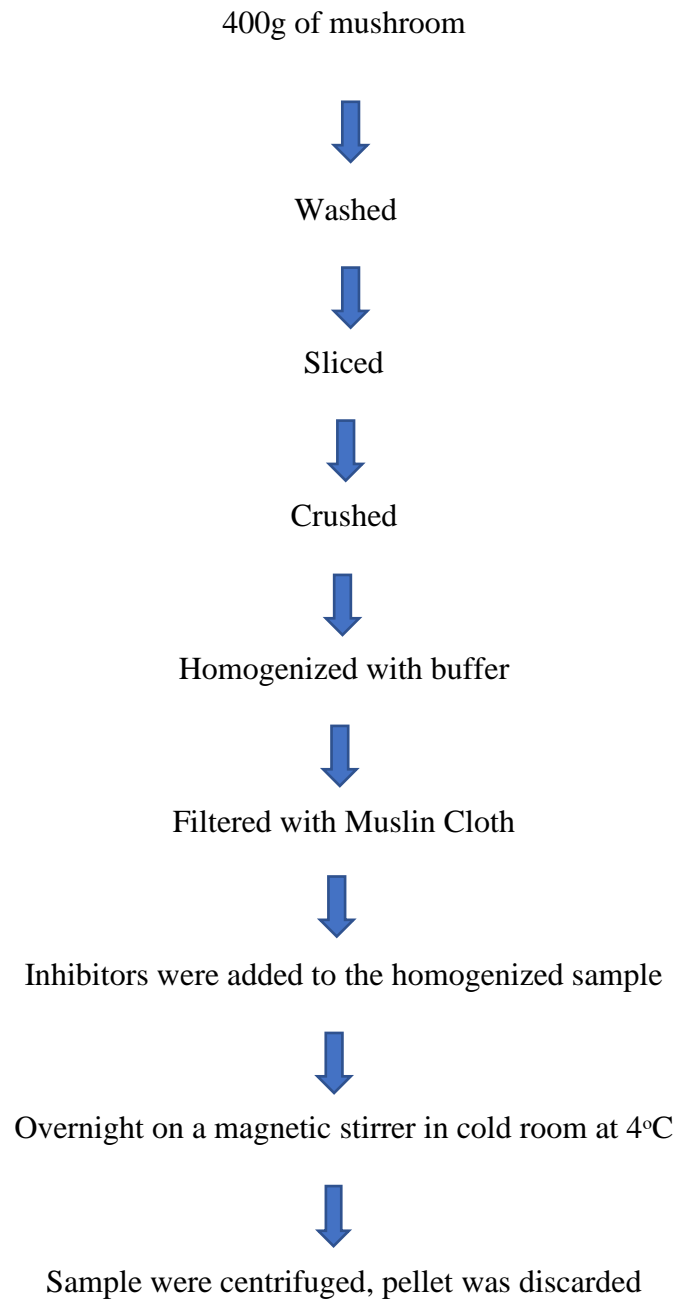 400g of mushroom
Washed
Sliced
Crushed
Homogenized with buffer
Filtered with Muslin Cloth
Inhibitors were added to the homogenized sample
Overnight on a magnetic stirrer in cold room at 4ᵒC
Sample were centrifuged, pellet was discarded